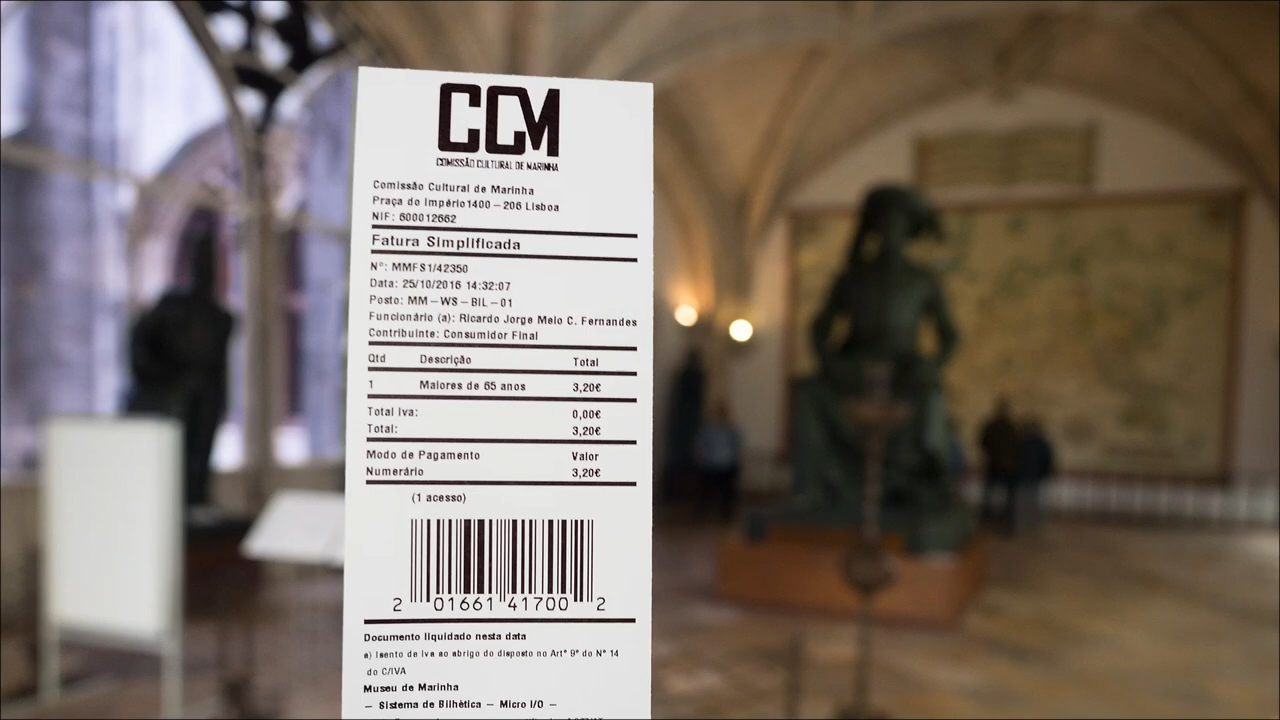 CCM
COMISSÃO CULTURAL DE MARINHA
Comissão Cultural de Marinha
Praça do Império1400 – 206 Lisboa
NIF: 600012662
Fatura Simplificada
Nº: MMFS1/42350
Data: 25/10/2016 14:32:07
Posto: MM – WS – BIL – 01
Funcionário (a): Ricardo Jorge Melo C. Fernandes
Contribuinte: Consumidor Final
Qtd Descrição Total
1 Maiores de 65 anos 3,20€
Total Iva: 0,00€
Total: 3,20€
Modo de Pagamento Valor
Numerário 3,20€
(1 acesso)
2 01661 41700 2
Documento liquidado nesta data
a) Isento de Iva ao abrigo do disposto no Artº 9º do Nº 14
do C/IVA
Museu de Marinha
– Sistema de Bilhética – Micro I/O –